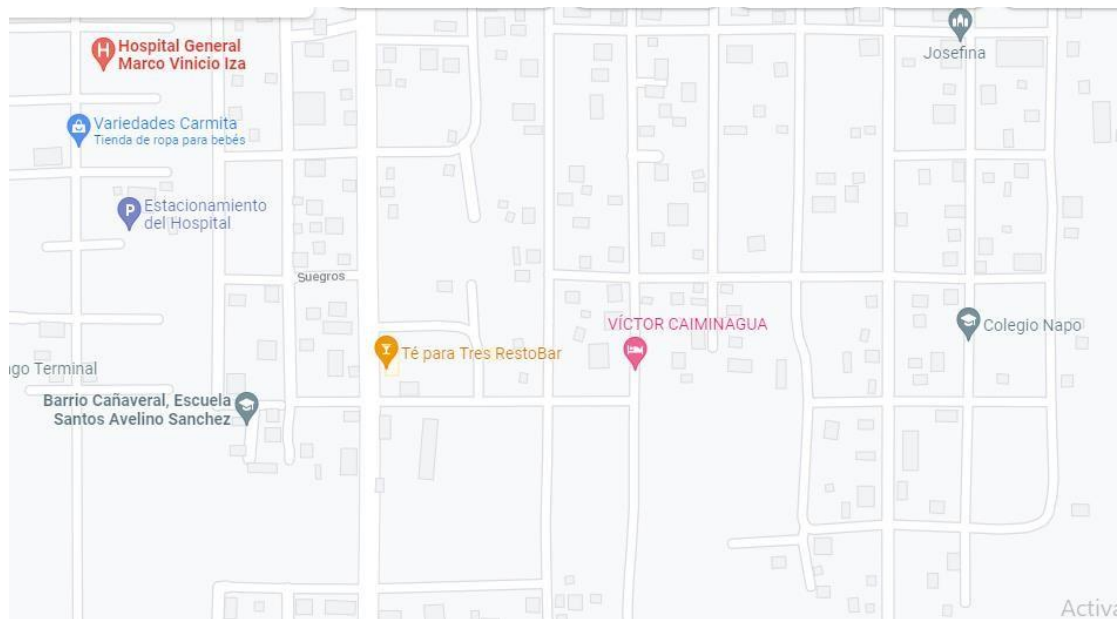 Hospital General
Marco Vinicio Iza
Josefina
Variedades Carmita
Tienda de ropa para bebés
Estacionamiento
del Hospital
Suegros
VÍCTOR CAIMINAGUA
Colegio Napo
Té para Tres RestoBar
ago Terminal
Barrio Cañaveral, Escuela
Santos Avelino Sanchez
Activa